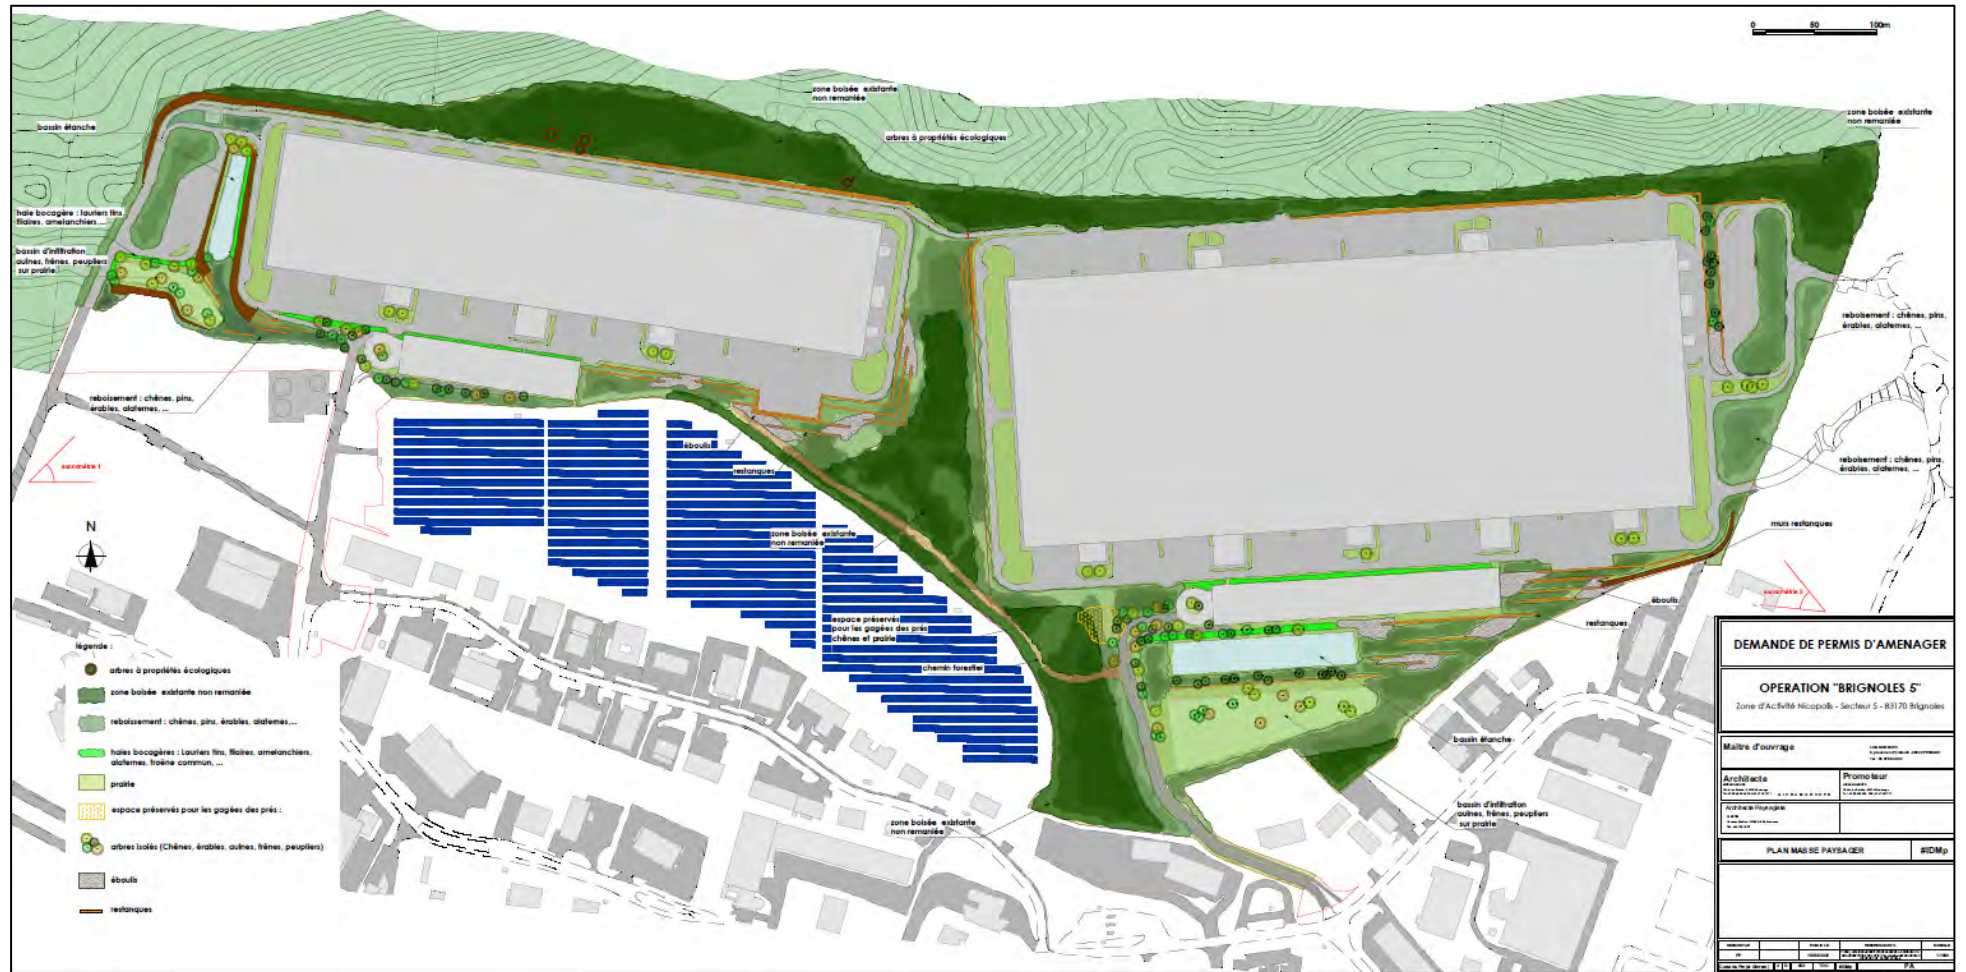 0 50 100m
zone boisée existante
non remaniée
arbres à propriétés écologiques
zone boisée existante
non remaniée
bassin étanche
haie bocagère : lauriers tins,
filaires, amelanchiers,...
bassin d'infiltration
aulnes, frênes, peupliers
sur prairie
reboisement : chênes, pins,
érables, alaternes, ...
reboisement : chênes, pins,
érables, alaternes, ...
reboisement : chênes, pins,
érables, alaternes, ...
éboulis
restanques
zone boisée existante
non remaniée
murs restanques
éboulis
restanques
espace préservés
pour les gagées des prés
chênes et prairie
chemin forestier
bassin étanche
bassin d'infiltration
aulnes, frênes, peupliers
sur prairie
zone boisée existante
non remaniée
axonométrie 1
N
légende :
arbres à propriétés écologiques
zone boisée existante non remaniée
reboisement : chênes, pins, érables, alaternes,...
haies bocagères : Lauriers tins, filaires, amelanchiers,
alaternes, troène commun, ...
prairie
espace préservés pour les gagées des prés :
arbres isolés (Chênes, érables, aulnes, frênes, peupliers)
éboulis
restanques
DEMANDE DE PERMIS D'AMENAGER
OPERATION "BRIGNOLES 5"
Zone d'Activité Nicopolis - Secteur 5 - 83170 Brignoles
Maître d'ouvrage
Architecte
Promoteur
Architecte Paysagiste
PLAN MASSE PAYSAGER
#IDMp
PA